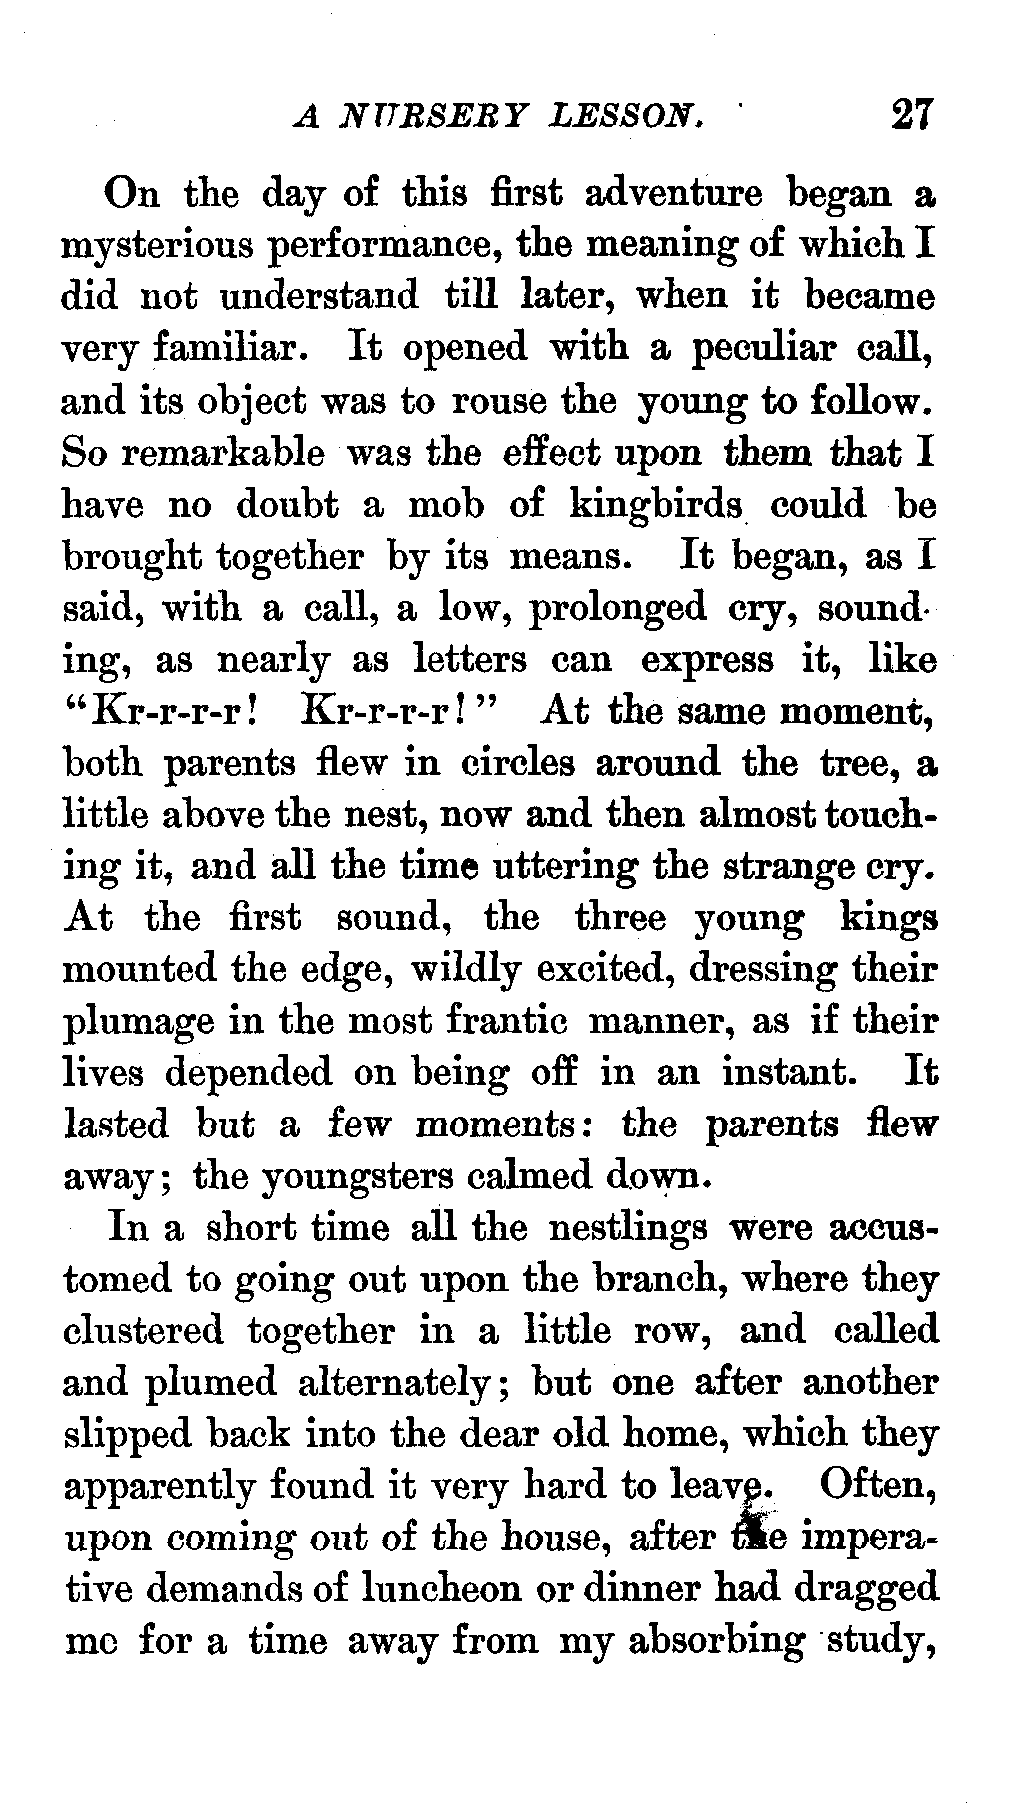 A NURSERY LESSON. 27
On the day of this first adventure began a
mysterious performance, the meaning of which I
did not understand till later, when it became
very familiar. It opened with a peculiar call,
and its object was to rouse the young to follow.
So remarkable was the effect upon them that I
have no doubt a mob of kingbirds could be
brought together by its means. It began, as I
said, with a call, a low, prolonged cry, sound-
ing, as nearly as letters can express it, like
“Kr-r-r-r! Kr-r-r-r!” At the same moment,
both parents flew in circles around the tree, a
little above the nest, now and then almost touch-
ing it, and all the time uttering the strange cry.
At the first sound, the three young kings
mounted the edge, wildly excited, dressing their
plumage in the most frantic manner, as if their
lives depended on being off in an instant. It
lasted but a few moments: the parents flew
away; the youngsters calmed down.
In a short time all the nestlings were accus-
tomed to going out upon the branch, where they
clustered together in a little row, and called
and plumed alternately; but one after another
slipped back into the dear old home, which they
apparently found it very hard to leave. Often,
upon coming out of the house, after the impera-
tive demands of luncheon or dinner had dragged
me for a time away from my absorbing study,